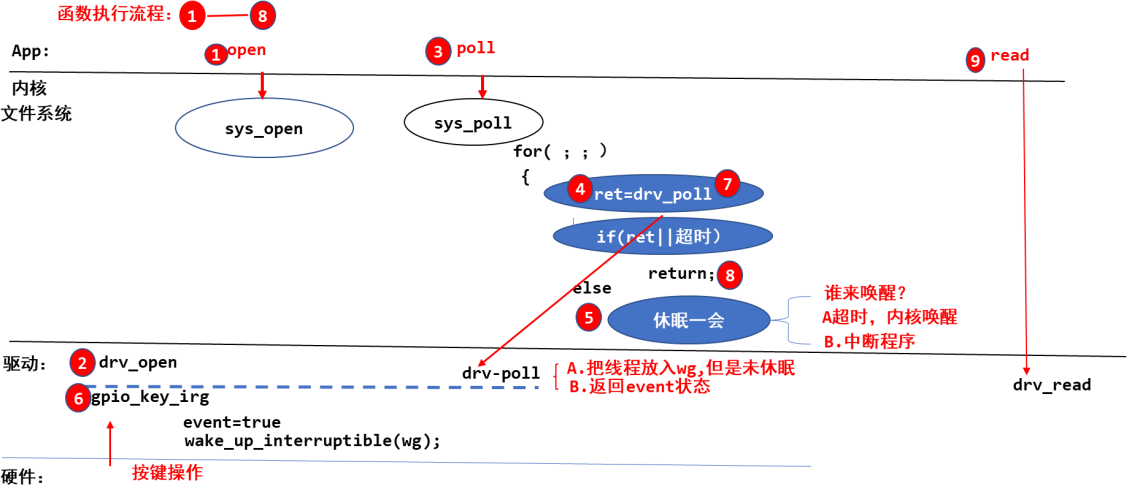 函数执行流程：1 8
App:
1 open
3 poll
9 read
内核
文件系统
sys_open
sys_poll
for( ; ; )
{
4 ret=drv_poll 7
if(ret||超时)
return; 8
else
5 休眠一会
谁来唤醒?
A超时，内核唤醒
B.中断程序
驱动：
2 drv_open
drv-poll
A.把线程放入wg,但是未休眠
B.返回event状态
drv_read
6 gpio_key_irg
event=true
wake_up_interruptible(wg);
按键操作
硬件：